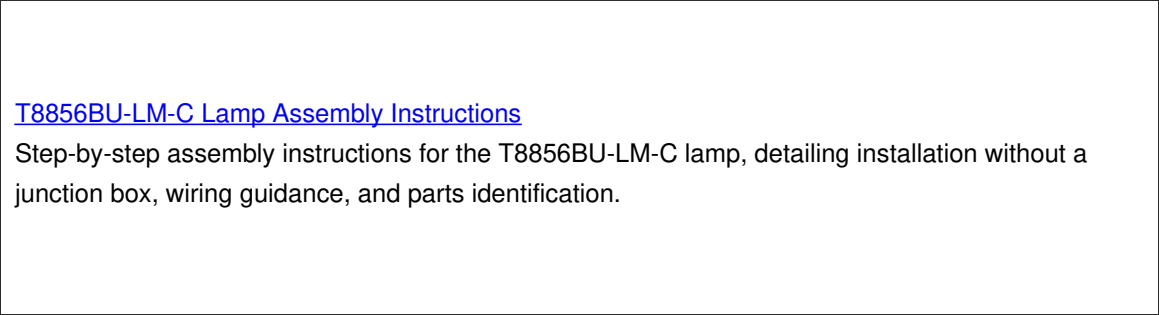 T8856BU-LM-C Lamp Assembly Instructions
Step-by-step assembly instructions for the T8856BU-LM-C lamp, detailing installation without a
junction box, wiring guidance, and parts identification.